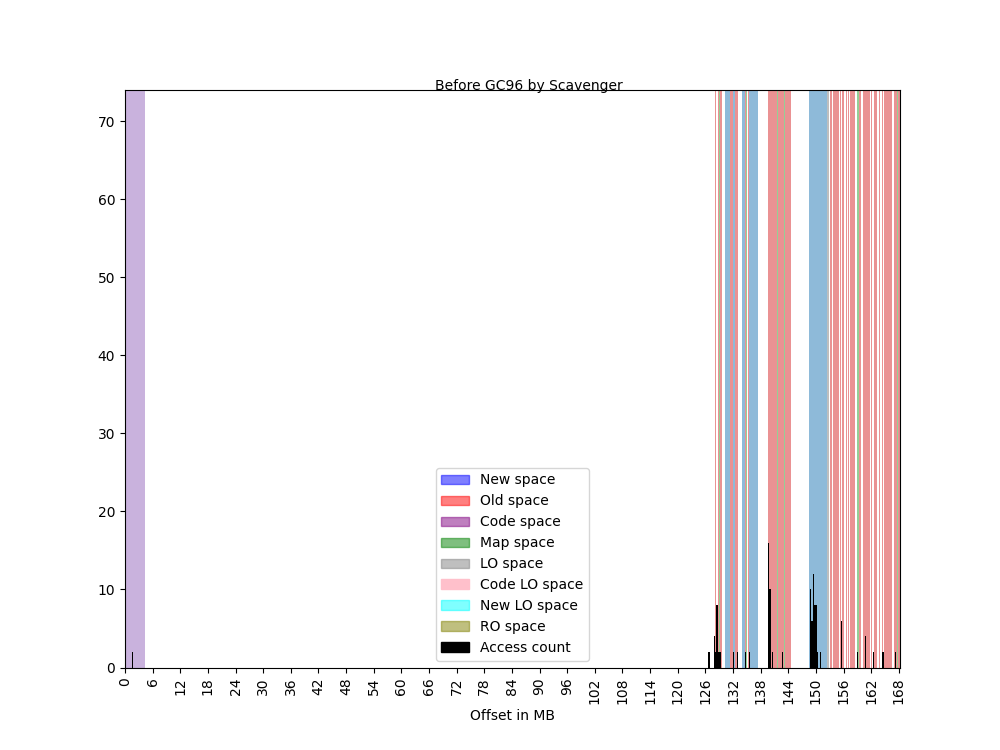 Before GC96 by Scavenger
70
60
50
40
30
20
10
0
New space
Old space
Code space
Map space
LO space
Code LO space
New LO space
RO space
Access count
0 6 12 18 24 30 36 42 48 54 60 66 72 78 84 90 96 102 108 114 120 126 132 138 144 150 156 162 168
Offset in MB